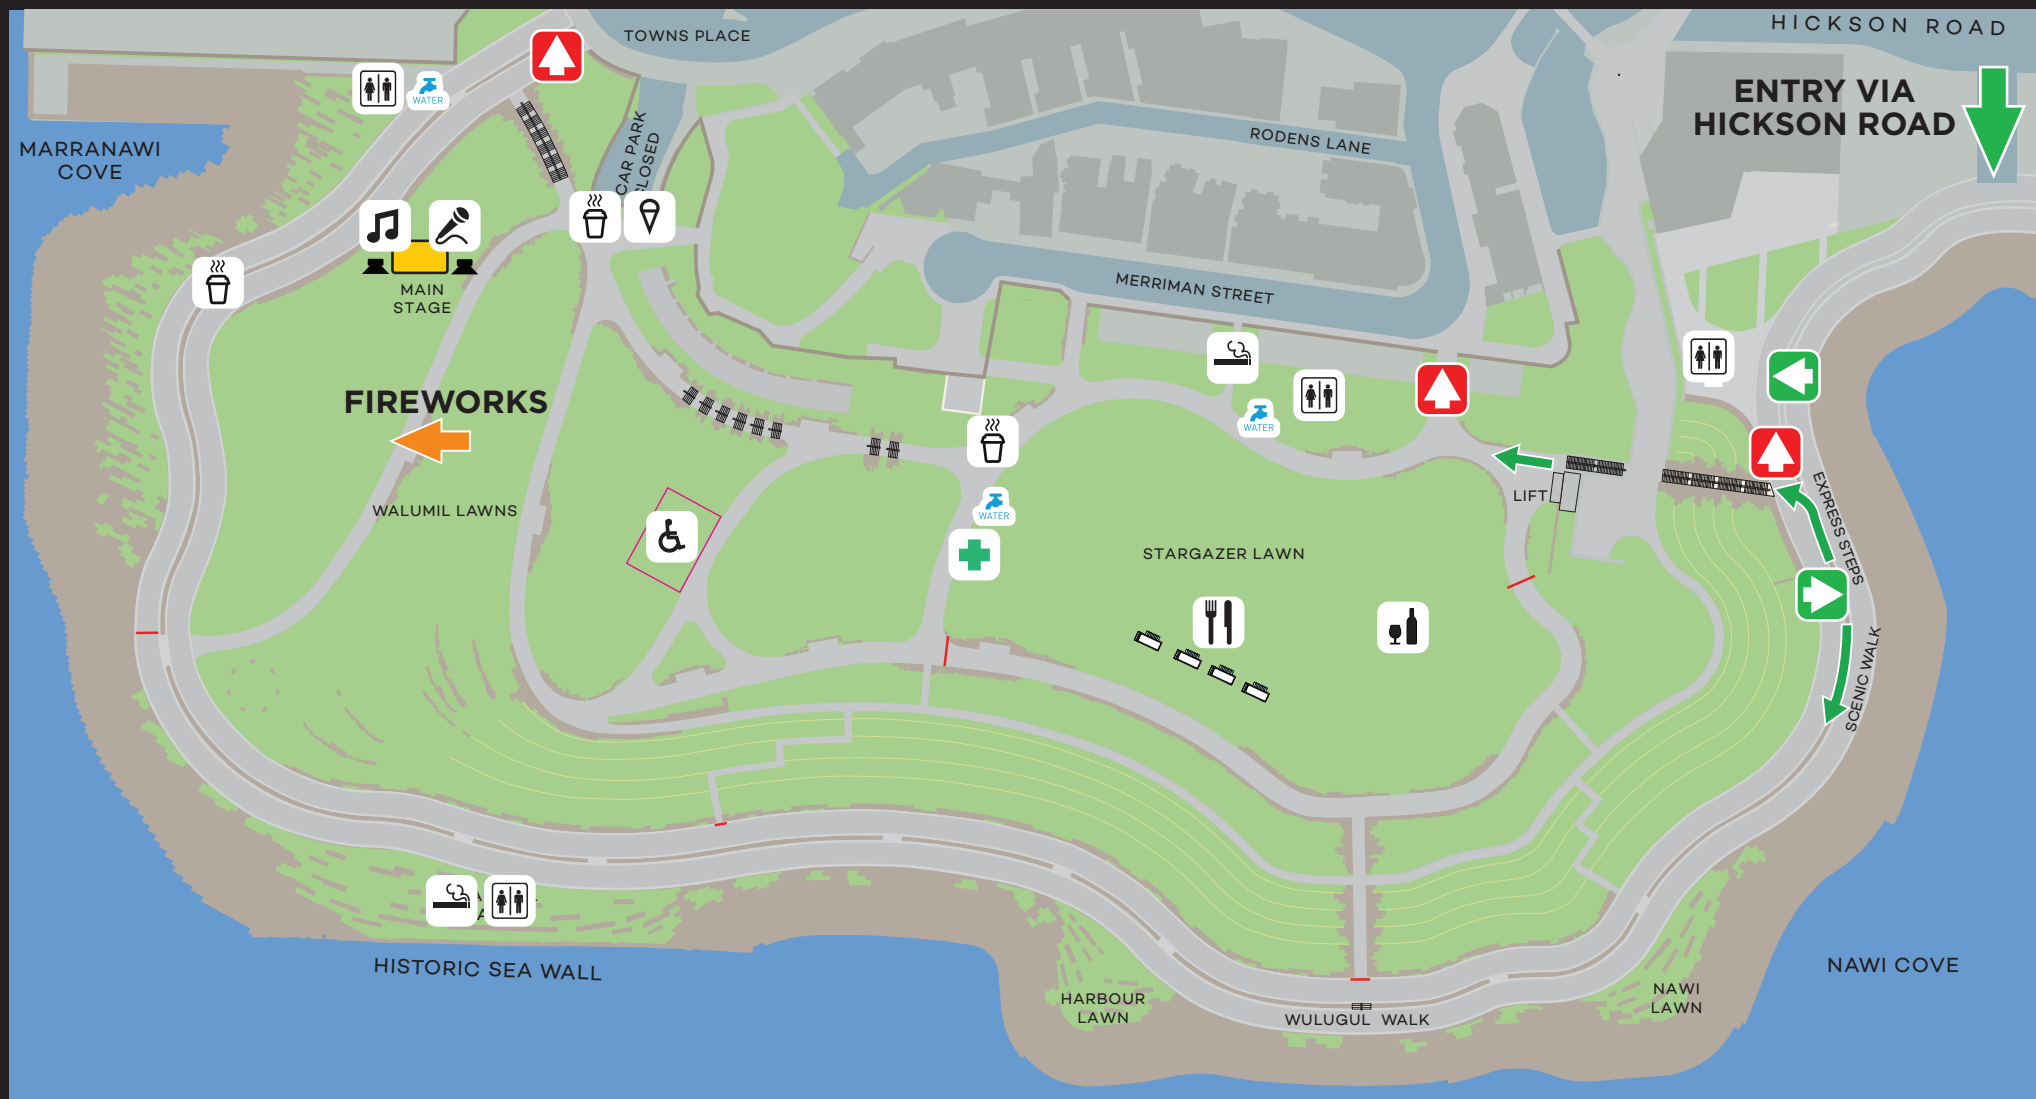 HICKSON ROAD
TOWNS PLACE
ENTRY VIA
HICKSON ROAD
WATER
CAR PARK
CLOSED
RODENS LANE
MARRANAWI
COVE
MERRIMAN STREET
MAIN
STAGE
FIREWORKS
WATER
WALUMIL LAWNS
WATER
LIFT
EXPRESS STEPS
STARGAZER LAWN
SCENIC WALK
HISTORIC SEA WALL
NAWI COVE
HARBOUR
LAWN
NAWI
LAWN
WULUGUL WALK